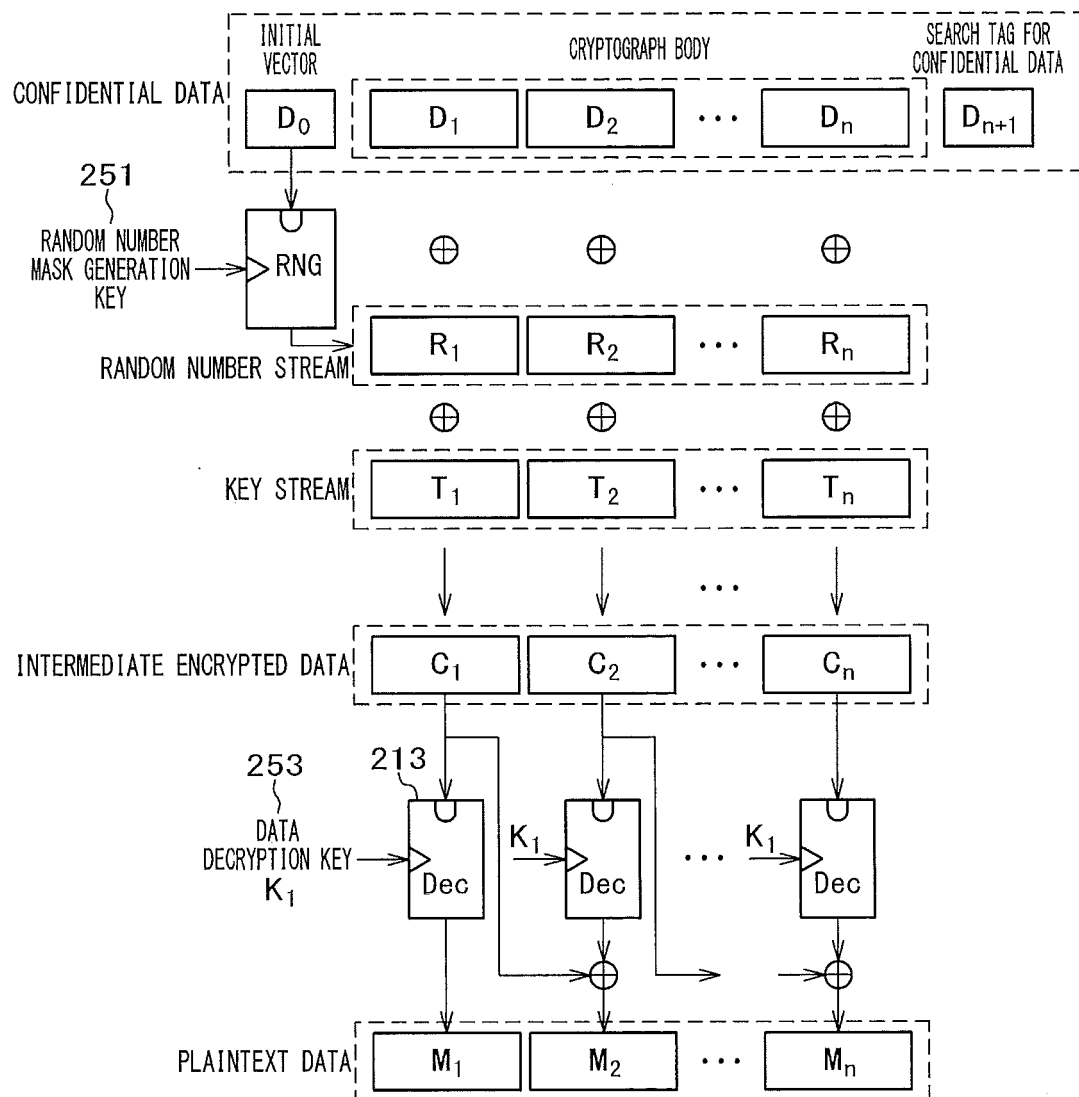 INITIAL
VECTOR
CRYPTOGRAPH BODY
SEARCH TAG FOR
CONFIDENTIAL DATA
CONFIDENTIAL DATA
D₀
D₁
D₂
...
Dₙ
Dₙ₊₁
251
RANDOM NUMBER
MASK GENERATION
KEY
RNG
⊕ ⊕ ⊕
RANDOM NUMBER STREAM
R₁
R₂
...
Rₙ
⊕ ⊕ ⊕
KEY STREAM
T₁
T₂
...
Tₙ
...
INTERMEDIATE ENCRYPTED DATA
C₁
C₂
...
Cₙ
253
DATA
DECRYPTION KEY
K₁
213
Dec
K₁
Dec
...
K₁
Dec
PLAINTEXT DATA
M₁
M₂
...
Mₙ